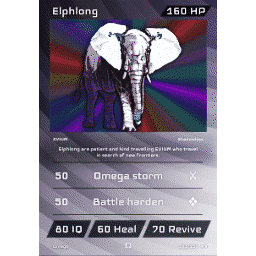 Elphlong 160 HP
Elphlong are patient and kind travelling EVIUM who travel
in search of new frontiers.
50 Omega storm
50 Battle harden
80 IQ 60 Heal 70 Revive